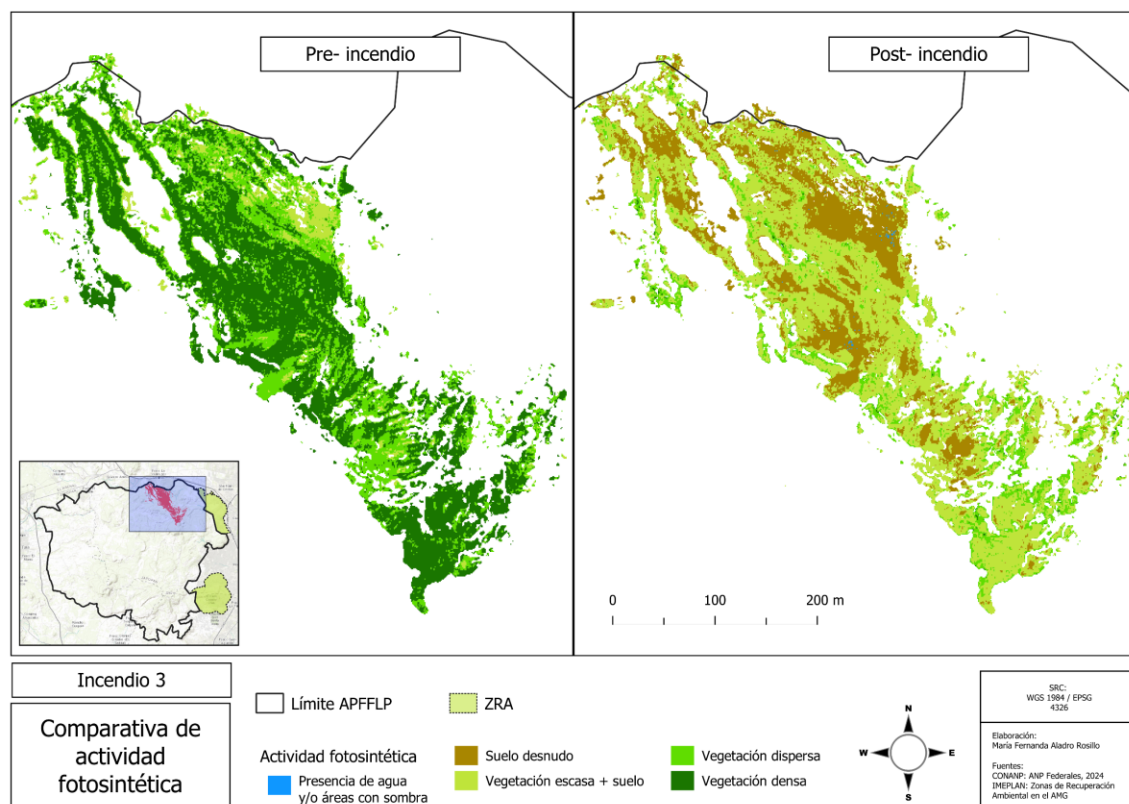 Pre- incendio
Post- incendio
0 100 200 m
Incendio 3
Comparativa de
actividad
fotosintética
Límite APFFLP
ZRA
Actividad fotosintética
Presencia de agua
y/o áreas con sombra
Suelo desnudo
Vegetación escasa + suelo
Vegetación dispersa
Vegetación densa
N
W
E
S
SRC:
WGS 1984 / EPSG
4326
Elaboración:
María Fernanda Aladro Rosillo
Fuentes:
CONANP: ANP Federales, 2024
IMEPLAN: Zonas de Recuperación
Ambiental en el AMG